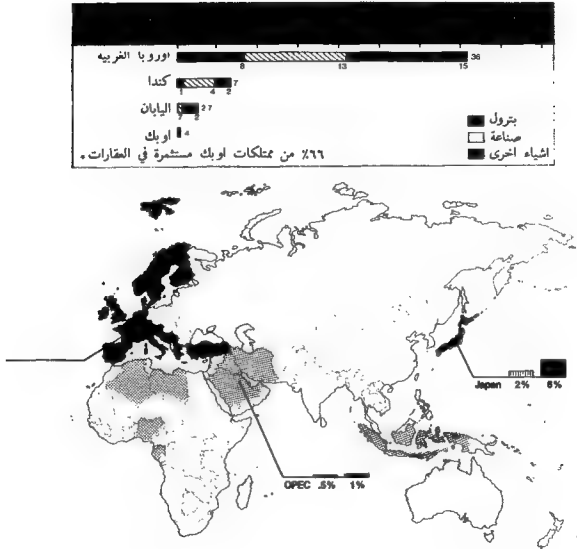 اوروبا الغربيه 8 13 15 36
كندا 1 4 2 7
اليابان 2 2.7
اوبك 4
بترول
صناعة
اشياء اخرى
٦٦٪ من ممتلكات اوبك مستثمرة في العقارات.
Japan 2% 6%
OPEC .5% 1%